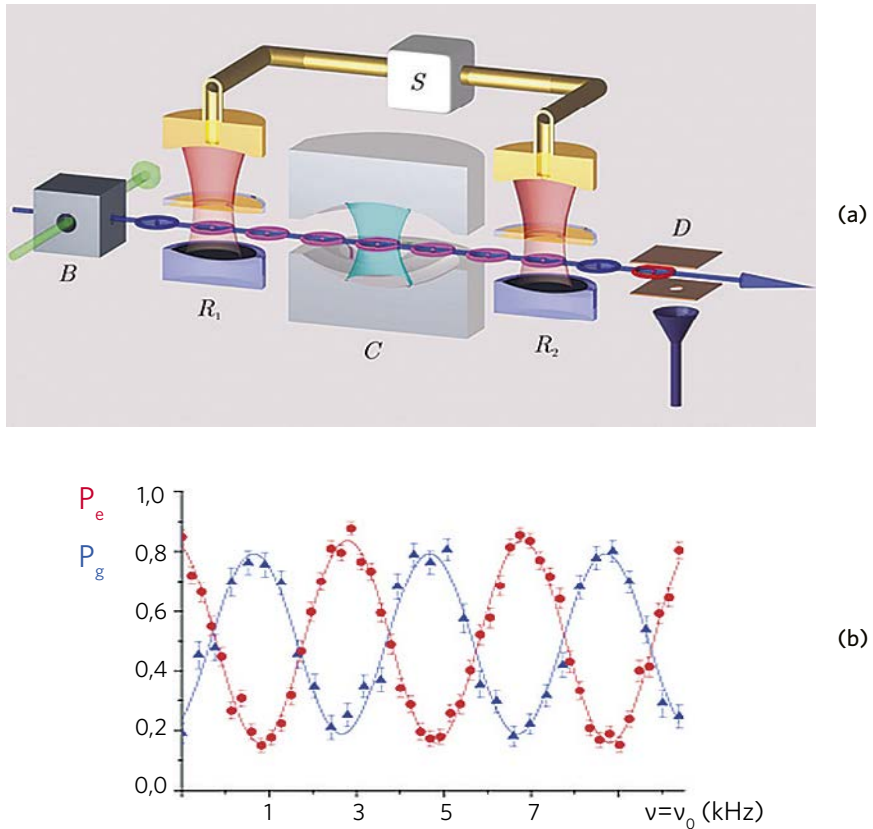 S
(a)
B
R₁
C
R₂
D
Pₑ
P_g
1,0
0,8
0,6
0,4
0,2
0,0
1 3 5 7 ν=ν₀ (kHz)
(b)